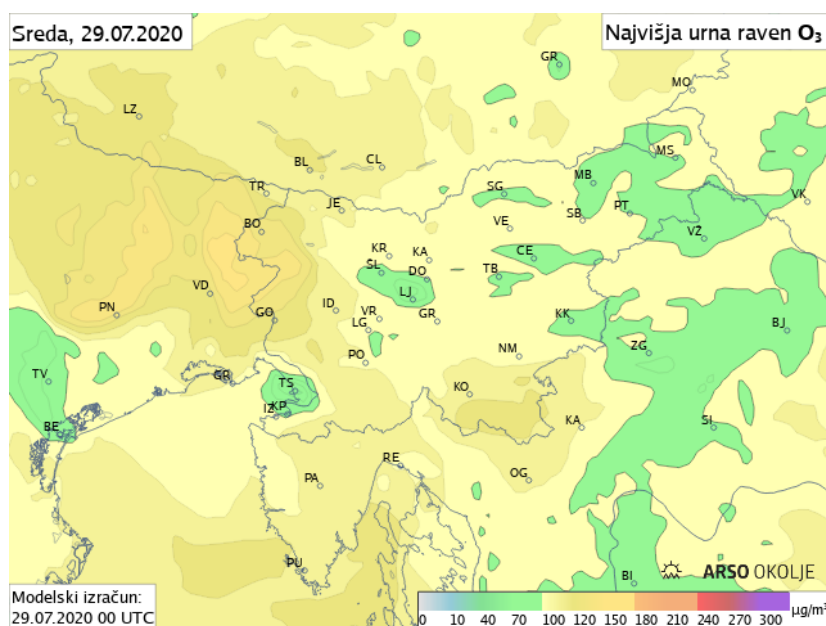 Sreda, 29.07.2020
Najvišja urna raven O₃
GR
MO
LZ
MS
BL
CL
TR
SG
MB
VK
JE
PT
SB
BO
VE
VŽ
KR
KA
CE
ŠL
DO
TB
VD
LJ
PN
ID
VR
GO
LG
GR
KK
BJ
ZG
PO
NM
TV
GR
TS
KO
IZ
KP
BE
KA
SI
RE
PA
OG
PU
BI
ARSO OKOLJE
Modelski izračun:
29.07.2020 00 UTC
0 10 40 70 90 100 120 150 180 210 240 270 300 µg/m³